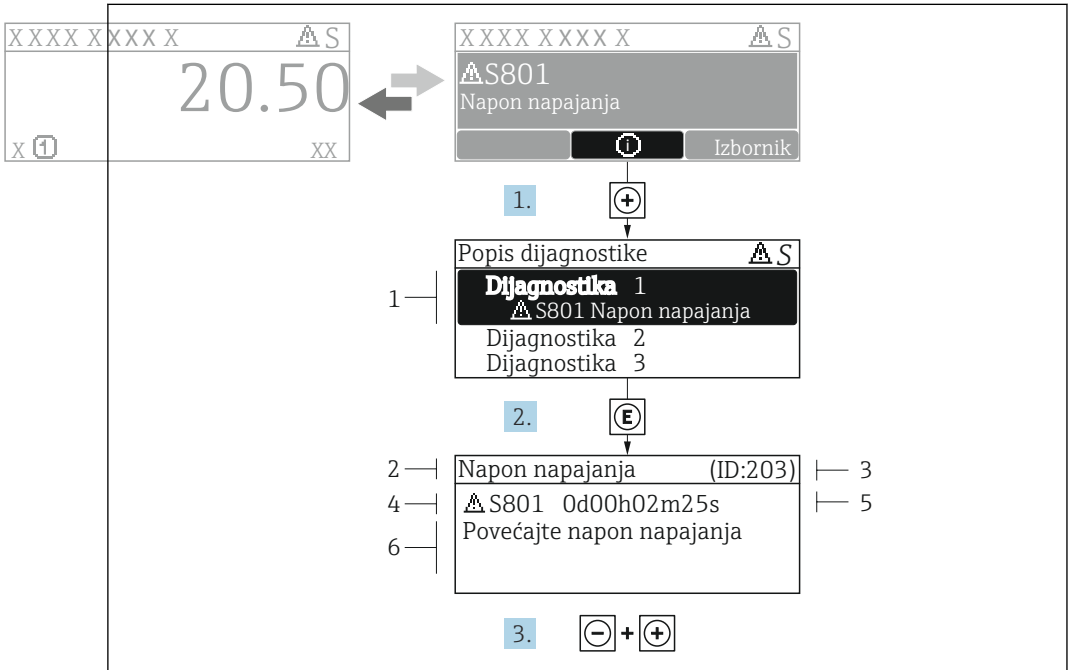 XXXX XXXX X ⚠ S
20.50
X ① XX
XXXX XXXX X ⚠ S
⚠S801
Napon napajanja
ⓘ Izbornik
1. +
Popis dijagnostike ⚠ S
1
Dijagnostika 1
⚠ S801 Napon napajanja
Dijagnostika 2
Dijagnostika 3
2. E
2 Napon napajanja (ID:203) 3
4 ⚠ S801 0d00h02m25s 5
6 Povećajte napon napajanja
3. − + +